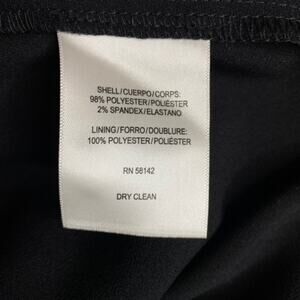 SHELL/CUERPO/CORPS:
98% POLYESTER/POLIÉSTER
2% SPANDEX/ELASTANO
LINING/FORRO/DOUBLURE:
100% POLYESTER/POLIÉSTER
RN 58142
DRY CLEAN